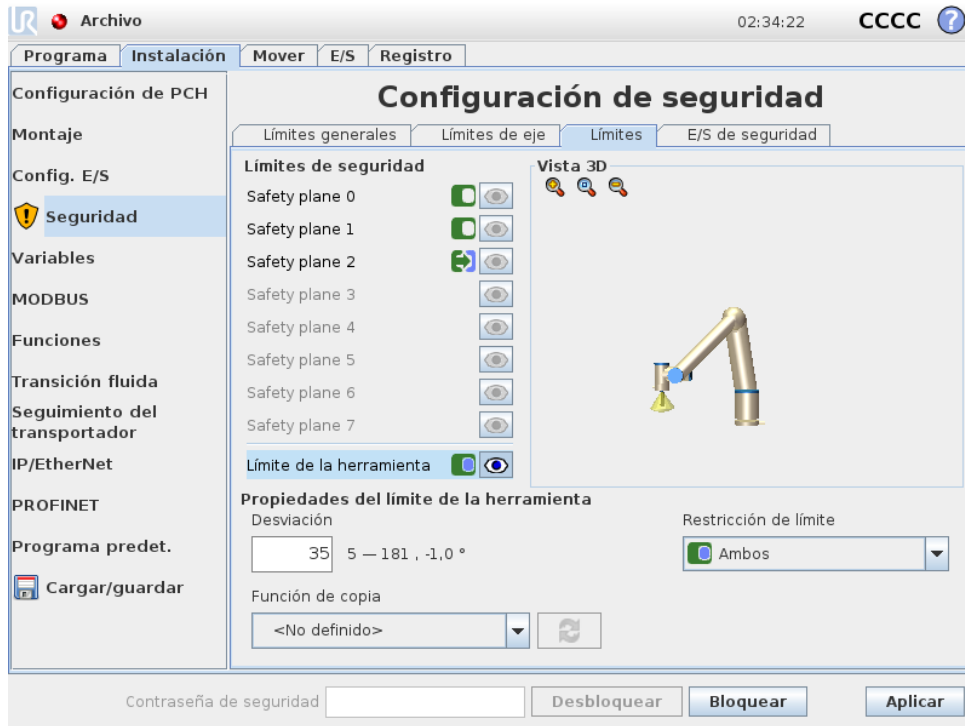 UR Archivo 02:34:22 CCCC ?
Programa Instalación Mover E/S Registro
Configuración de PCH
Montaje
Config. E/S
Seguridad
Variables
MODBUS
Funciones
Transición fluida
Seguimiento del
transportador
IP/EtherNet
PROFINET
Programa predet.
Cargar/guardar
Configuración de seguridad
Límites generales Límites de eje Límites E/S de seguridad
Límites de seguridad
Safety plane 0
Safety plane 1
Safety plane 2
Safety plane 3
Safety plane 4
Safety plane 5
Safety plane 6
Safety plane 7
Límite de la herramienta
Vista 3D
Propiedades del límite de la herramienta
Desviación
35 5 — 181 , -1,0 °
Restricción de límite
Ambos
Función de copia
<No definido>
Contraseña de seguridad Desbloquear Bloquear Aplicar